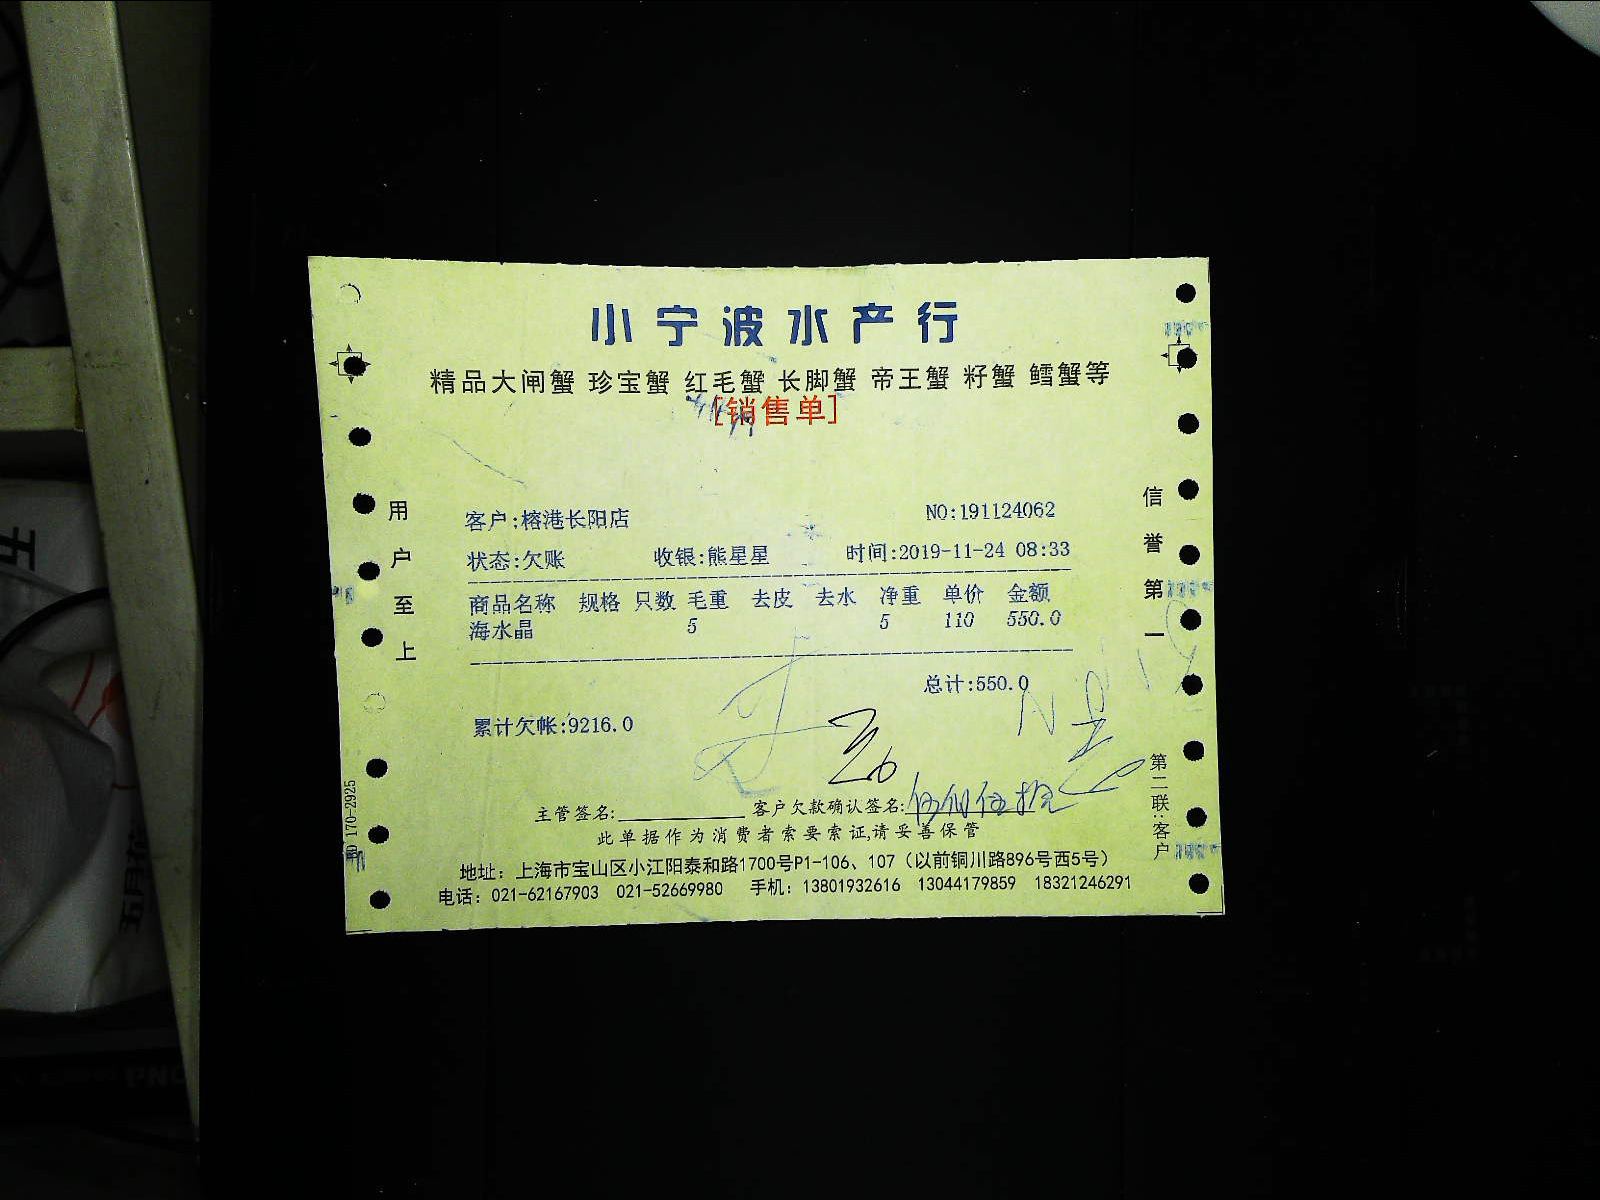 小宁波水产行
精品大闸蟹 珍宝蟹 红毛蟹 长脚蟹 帝王蟹 籽蟹 鳕蟹等
[销售单]
用户至上
信誉第一
客户:榕港长阳店 NO:191124062
状态:欠账 收银:熊星星 时间:2019-11-24 08:33
商品名称 规格 只数 毛重 去皮 去水 净重 单价 金额
海水晶 5 5 110 550.0
总计:550.0
累计欠帐:9216.0
第二联:客户
170-2925
主管签名: 客户欠款确认签名:伍佰伍拾元
此单据作为消费者索要索证,请妥善保管
地址：上海市宝山区小江阳泰和路1700号P1-106、107（以前铜川路896号西5号）
电话：021-62167903 021-52669980 手机：13801932616 13044179859 18321246291